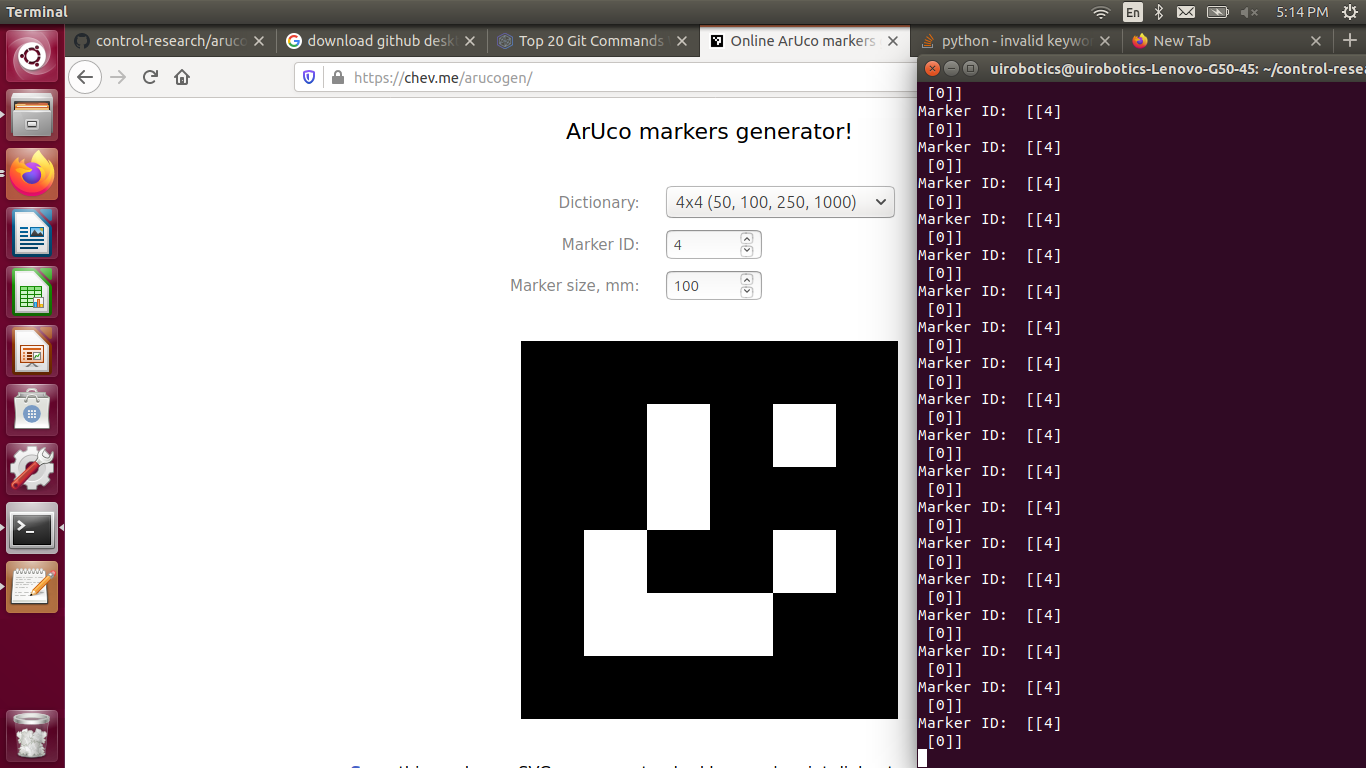 Terminal
En
5:14 PM
control-research/aruco
download github desk
Top 20 Git Commands
Online ArUco markers
python - invalid keywo
New Tab
https://chev.me/arucogen/
uirobotics@uirobotics-Lenovo-G50-45: ~/control-resea
ArUco markers generator!
Dictionary:
4x4 (50, 100, 250, 1000)
Marker ID:
4
Marker size, mm:
100
[0]]
Marker ID:  [[4]
[0]]
Marker ID:  [[4]
[0]]
Marker ID:  [[4]
[0]]
Marker ID:  [[4]
[0]]
Marker ID:  [[4]
[0]]
Marker ID:  [[4]
[0]]
Marker ID:  [[4]
[0]]
Marker ID:  [[4]
[0]]
Marker ID:  [[4]
[0]]
Marker ID:  [[4]
[0]]
Marker ID:  [[4]
[0]]
Marker ID:  [[4]
[0]]
Marker ID:  [[4]
[0]]
Marker ID:  [[4]
[0]]
Marker ID:  [[4]
[0]]
Marker ID:  [[4]
[0]]
Marker ID:  [[4]
[0]]
Marker ID:  [[4]
[0]]